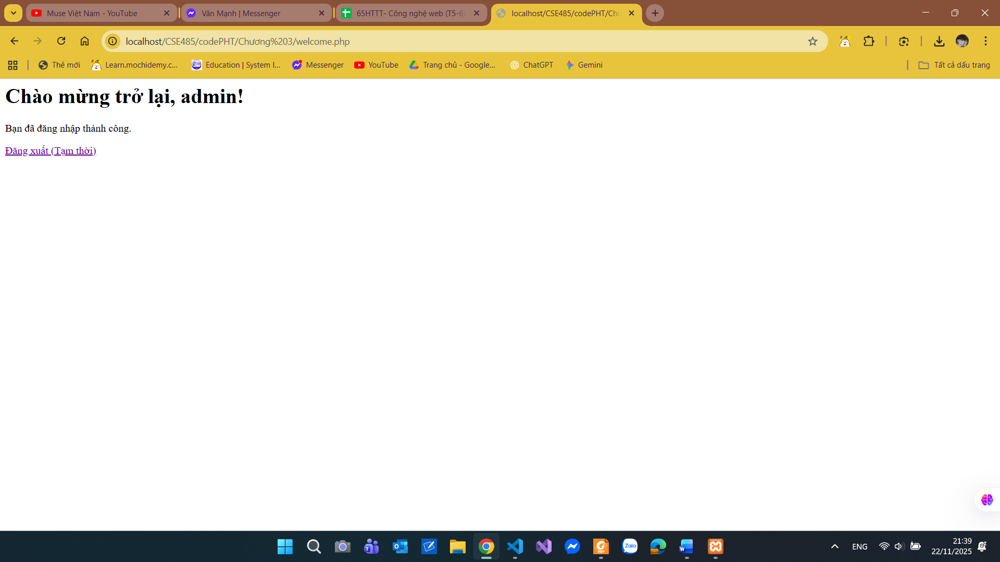 Muse Việt Nam - YouTube
Văn Mạnh | Messenger
65HTTT- Công nghệ web (T5-6)
localhost/CSE485/codePHT/Chư
localhost/CSE485/codePHT/Chương%203/welcome.php
Thẻ mới
Learn.mochidemy.c...
Education | System I...
Messenger
YouTube
Trang chủ - Google...
ChatGPT
Gemini
Tất cả dấu trang
Chào mừng trở lại, admin!
Bạn đã đăng nhập thành công.
Đăng xuất (Tạm thời)
Zalo
ENG
21:39
22/11/2025